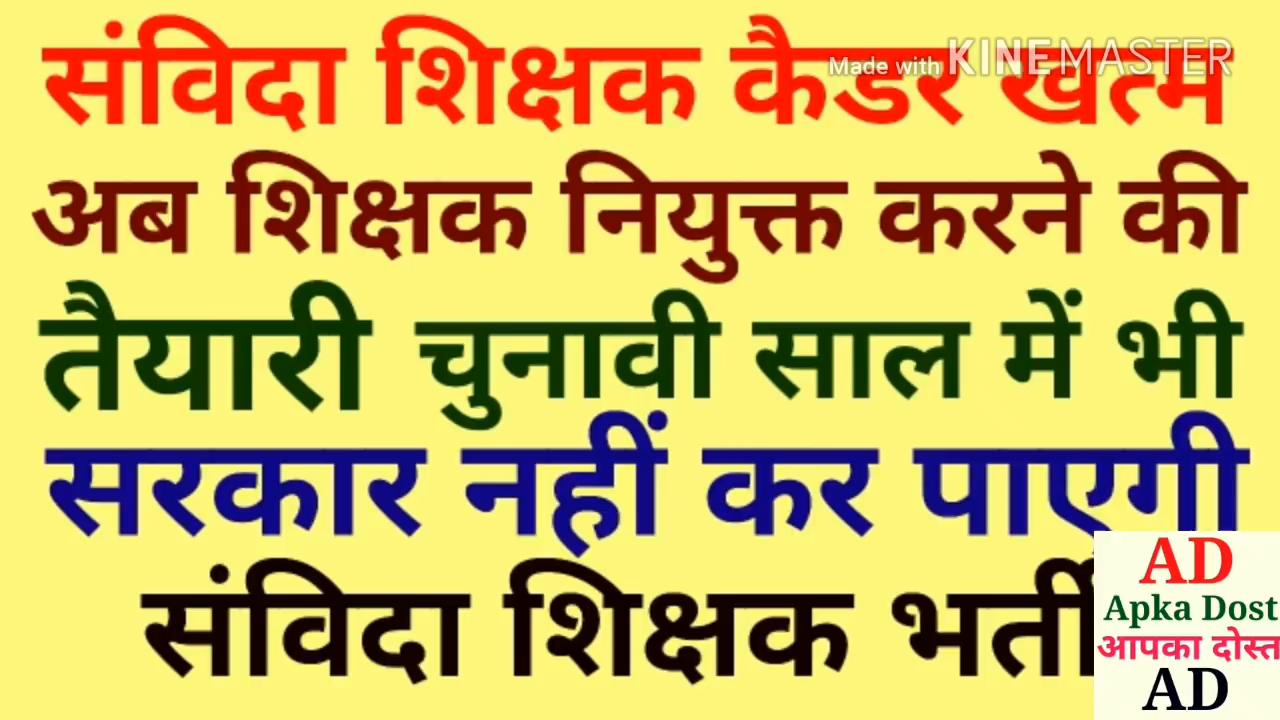 संविदा शिक्षक कैडर खत्म
Made with KINEMASTER
अब शिक्षक नियुक्त करने की
तैयारी चुनावी साल में भी
सरकार नहीं कर पाएगी
संविदा शिक्षक भर्ती
AD
Apka Dost
आपका दोस्त
AD